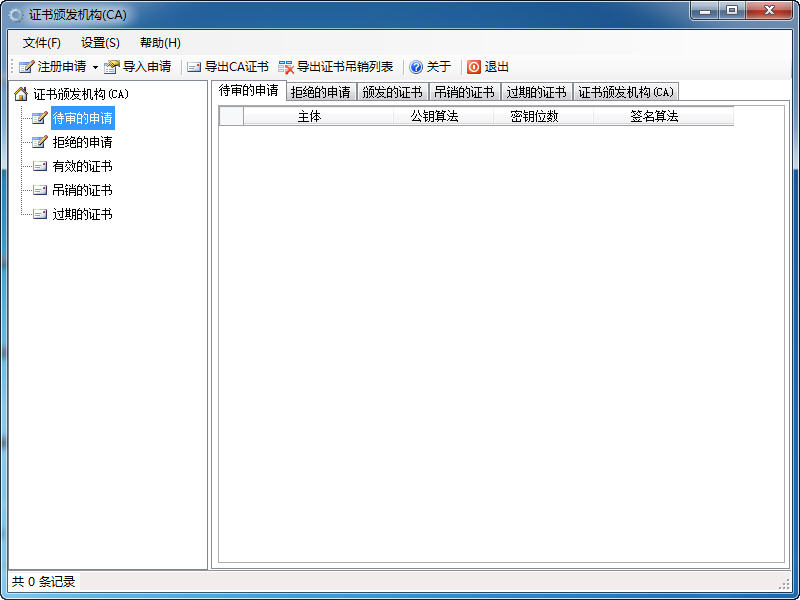 证书颁发机构(CA)
文件(F) 设置(S) 帮助(H)
注册申请 导入申请 导出CA证书 导出证书吊销列表 关于 退出
证书颁发机构(CA)
待审的申请
拒绝的申请
有效的证书
吊销的证书
过期的证书
待审的申请 拒绝的申请 颁发的证书 吊销的证书 过期的证书 证书颁发机构(CA)
主体 公钥算法 密钥位数 签名算法
共 0 条记录